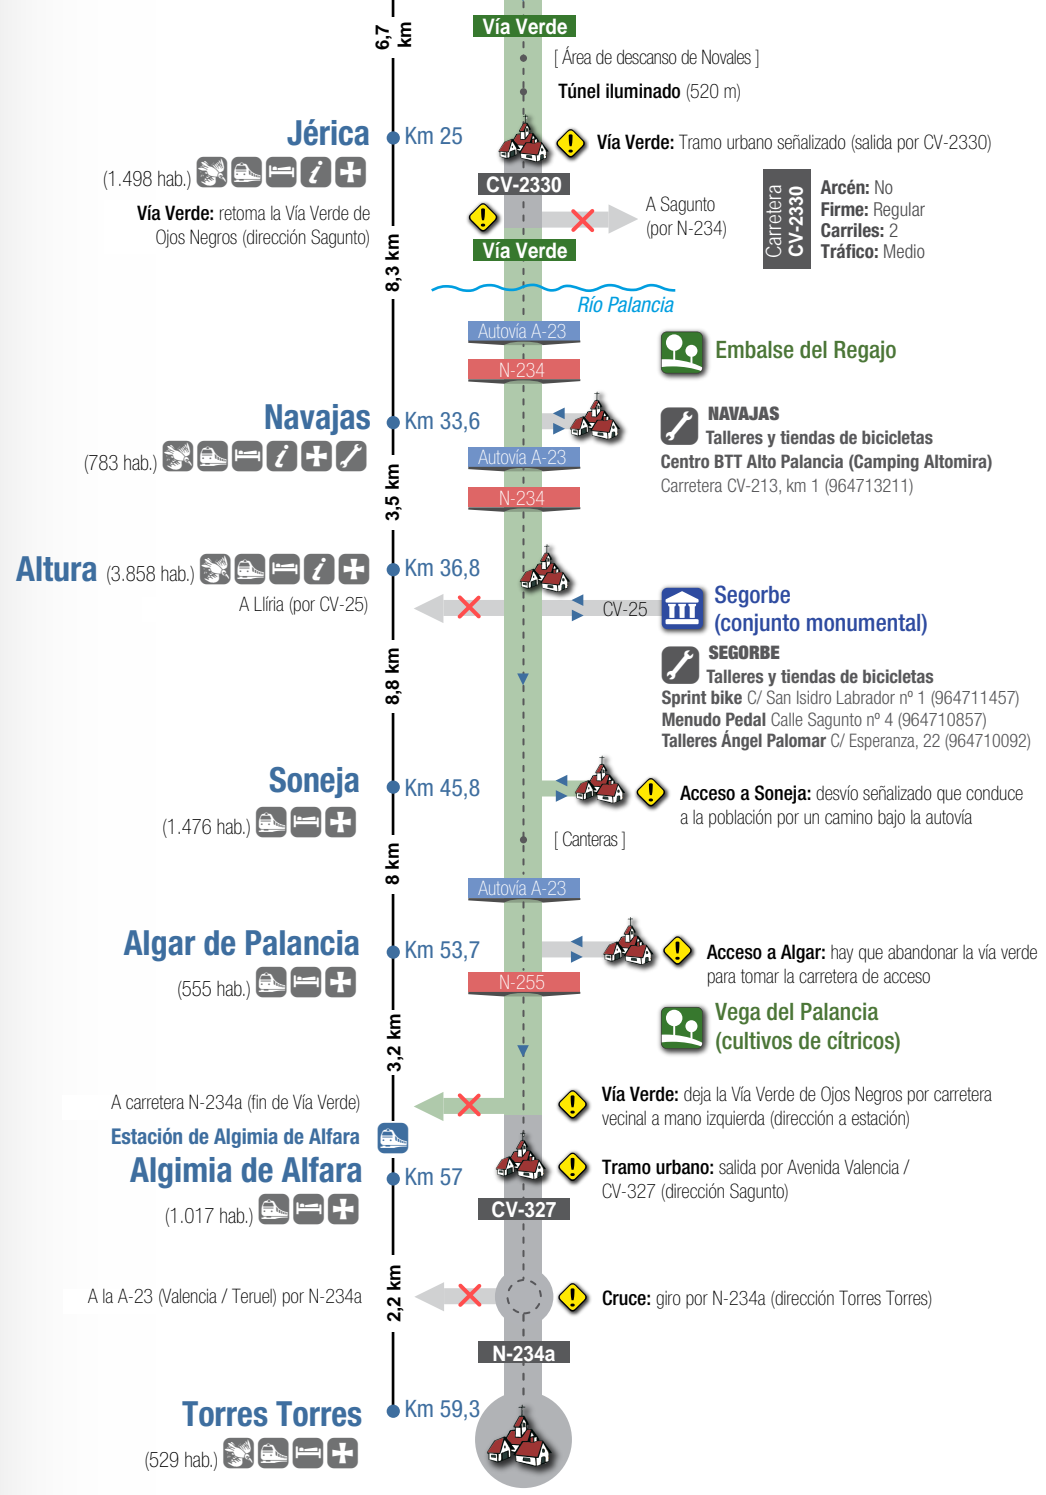 6,7 km
Vía Verde
[ Área de descanso de Novales ]
Túnel iluminado (520 m)
Jérica
Km 25
Vía Verde: Tramo urbano señalizado (salida por CV-2330)
(1.498 hab.)
CV-2330
Vía Verde: retoma la Vía Verde de
Ojos Negros (dirección Sagunto)
A Sagunto
(por N-234)
Carretera
CV-2330
Arcén: No
Firme: Regular
Carriles: 2
Tráfico: Medio
Vía Verde
8,3 km
Río Palancia
Autovía A-23
N-234
Embalse del Regajo
Navajas
Km 33,6
(783 hab.)
NAVAJAS
Talleres y tiendas de bicicletas
Centro BTT Alto Palancia (Camping Altomira)
Carretera CV-213, km 1 (964713211)
Autovía A-23
N-234
3,5 km
Altura (3.858 hab.)
Km 36,8
A Llíria (por CV-25)
CV-25
Segorbe
(conjunto monumental)
SEGORBE
Talleres y tiendas de bicicletas
Sprint bike C/ San Isidro Labrador nº 1 (964711457)
Menudo Pedal Calle Sagunto nº 4 (964710857)
Talleres Ángel Palomar C/ Esperanza, 22 (964710092)
8,8 km
Soneja
Km 45,8
(1.476 hab.)
Acceso a Soneja: desvío señalizado que conduce
a la población por un camino bajo la autovía
[ Canteras ]
8 km
Autovía A-23
Algar de Palancia
Km 53,7
(555 hab.)
Acceso a Algar: hay que abandonar la vía verde
para tomar la carretera de acceso
N-255
Vega del Palancia
(cultivos de cítricos)
3,2 km
A carretera N-234a (fin de Vía Verde)
Vía Verde: deja la Vía Verde de Ojos Negros por carretera
vecinal a mano izquierda (dirección a estación)
Estación de Algimia de Alfara
Algimia de Alfara
Km 57
(1.017 hab.)
Tramo urbano: salida por Avenida Valencia /
CV-327 (dirección Sagunto)
CV-327
2,2 km
A la A-23 (Valencia / Teruel) por N-234a
Cruce: giro por N-234a (dirección Torres Torres)
N-234a
Torres Torres
Km 59,3
(529 hab.)